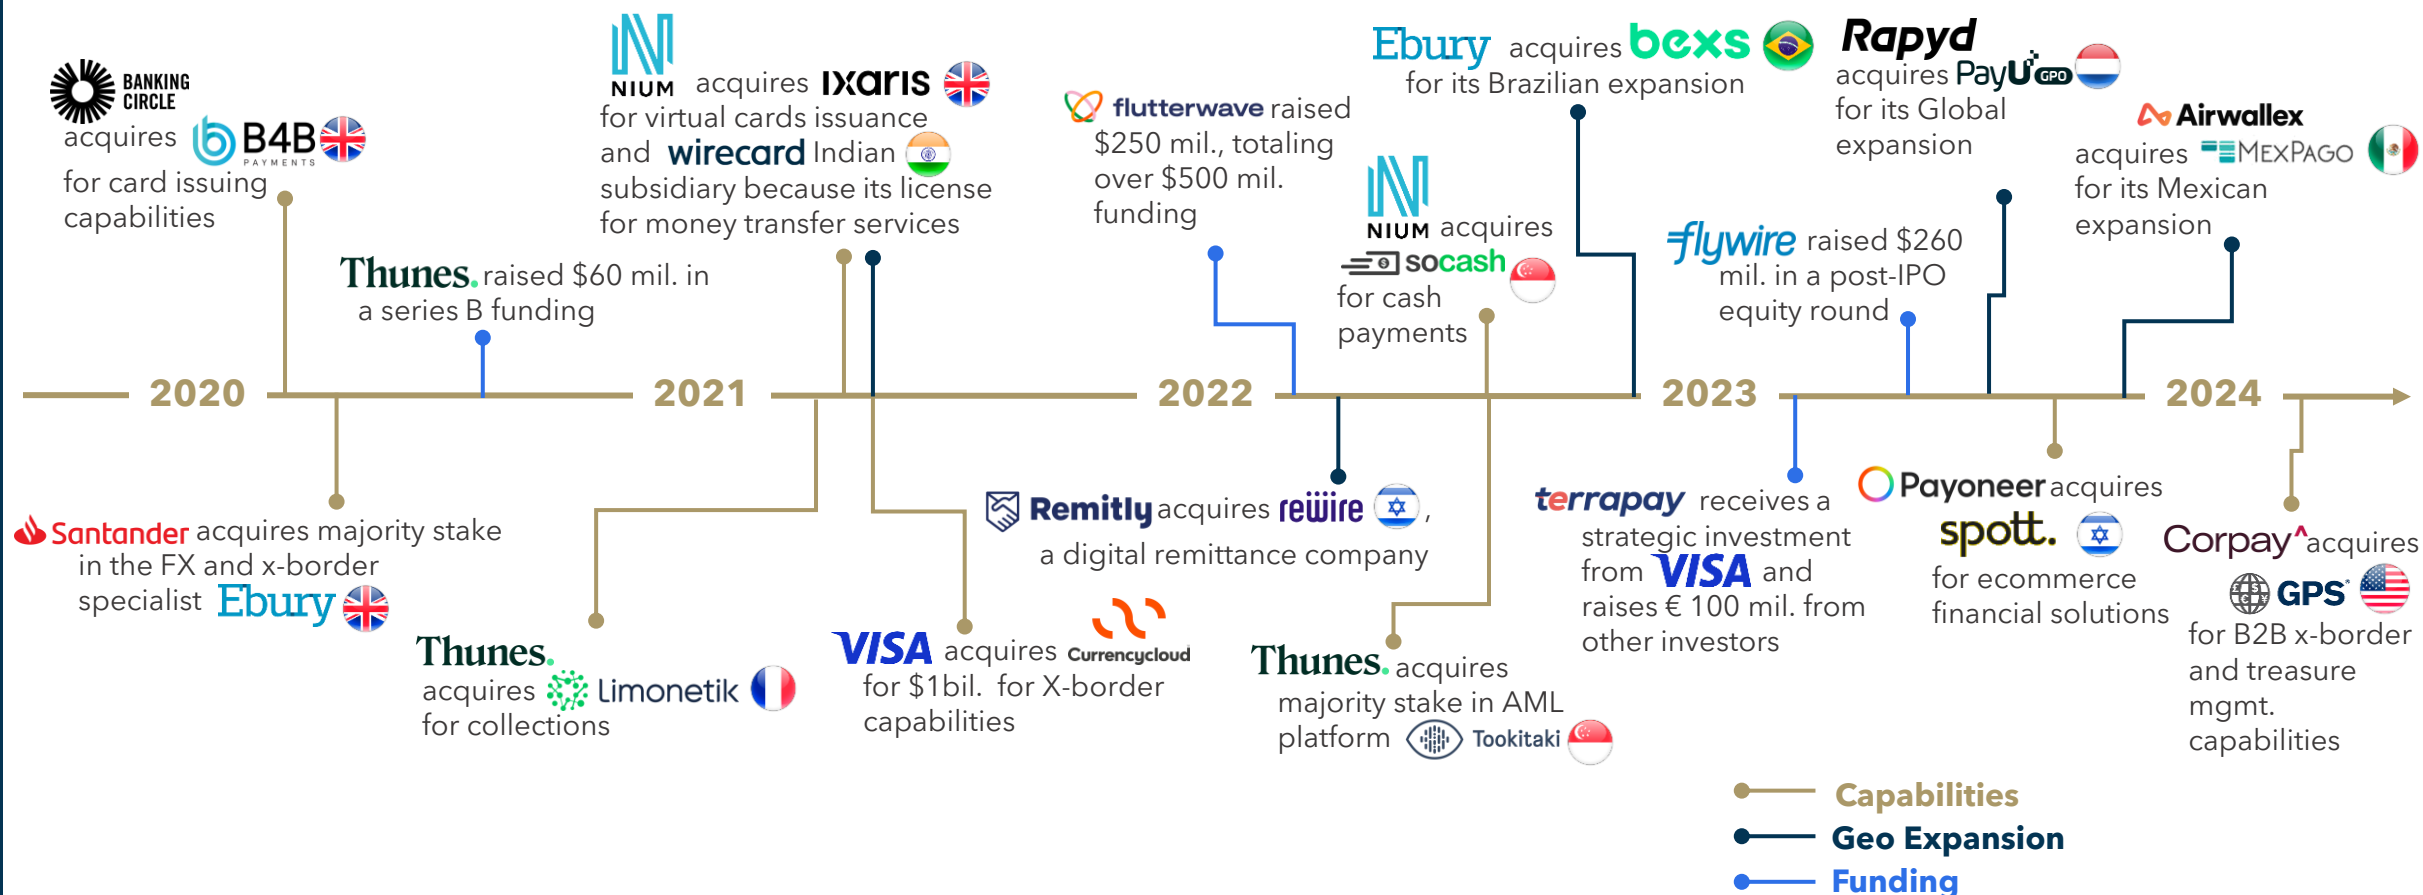 BANKING
CIRCLE
acquires B4B
PAYMENTS
for card issuing
capabilities
Thunes. raised $60 mil. in
a series B funding
NIUM acquires IXARIS
for virtual cards issuance
and wirecard Indian
subsidiary because its license
for money transfer services
flutterwave raised
$250 mil., totaling
over $500 mil.
funding
NIUM acquires
socash
for cash
payments
Ebury acquires bexs
for its Brazilian expansion
flywire raised $260
mil. in a post-IPO
equity round
Rapyd
acquires PayU GPO
for its Global
expansion
Airwallex
acquires MEXPAGO
for its Mexican
expansion
2020 2021 2022 2023 2024
Santander acquires majority stake
in the FX and x-border
specialist Ebury
Thunes.
acquires Limonetik
for collections
VISA acquires Currencycloud
for $1bil. for X-border
capabilities
Remitly acquires rewire ,
a digital remittance company
Thunes. acquires
majority stake in AML
platform Tookitaki
terrapay receives a
strategic investment
from VISA and
raises € 100 mil. from
other investors
Payoneer acquires
spott.
for ecommerce
financial solutions
Corpay^ acquires
GPS
for B2B x-border
and treasure
mgmt.
capabilities
Capabilities
Geo Expansion
Funding